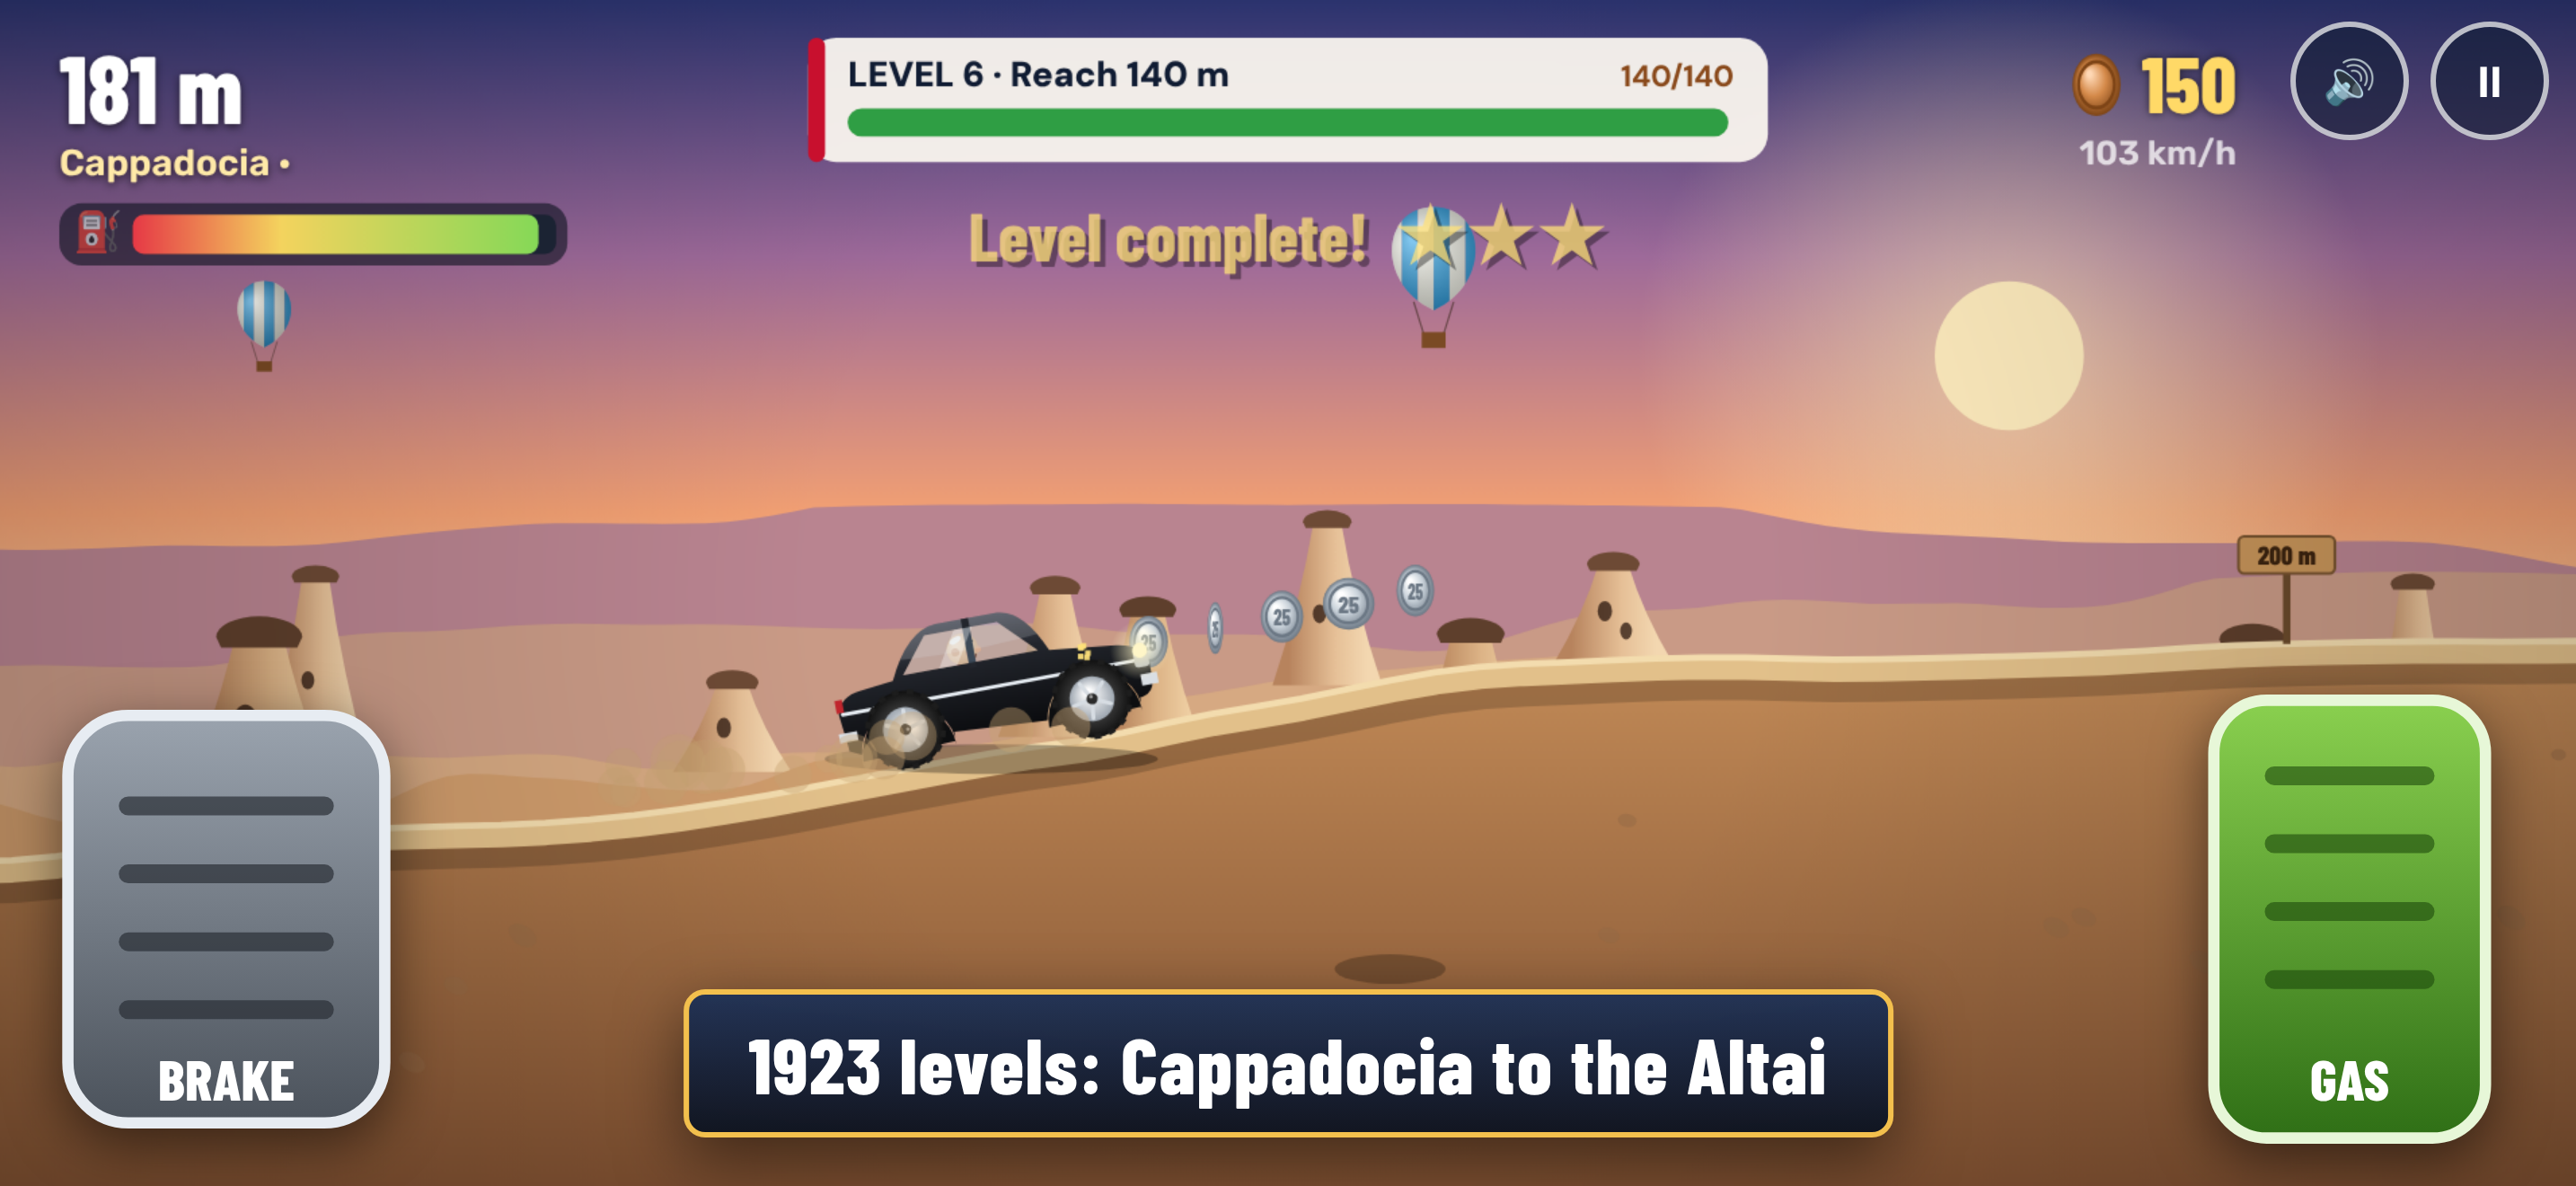 181 m
Cappadocia •
LEVEL 6 · Reach 140 m
140/140
150
103 km/h
Level complete! ★★★
25
25
25
25
25
200 m
BRAKE
GAS
1923 levels: Cappadocia to the Altai